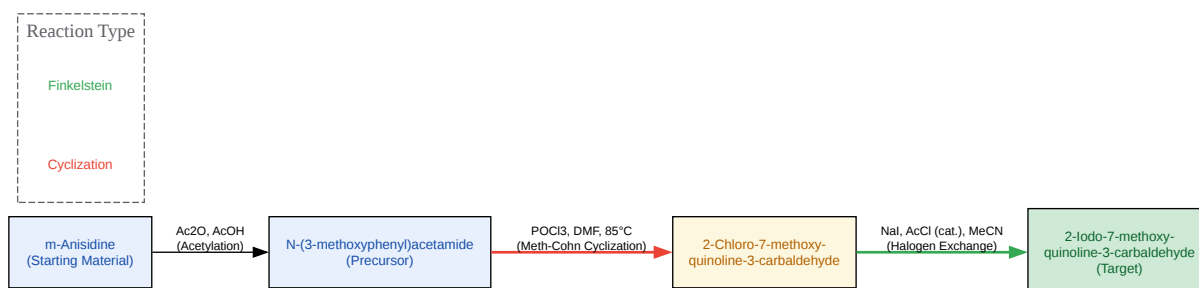 Reaction Type
Finkelstein
Cyclization
m-Anisidine
(Starting Material)
Ac2O, AcOH
(Acetylation)
N-(3-methoxyphenyl)acetamide
(Precursor)
POCl3, DMF, 85°C
(Meth-Cohn Cyclization)
2-Chloro-7-methoxy-
quinoline-3-carbaldehyde
NaI, AcCl (cat.), MeCN
(Halogen Exchange)
2-Iodo-7-methoxy-
quinoline-3-carbaldehyde
(Target)